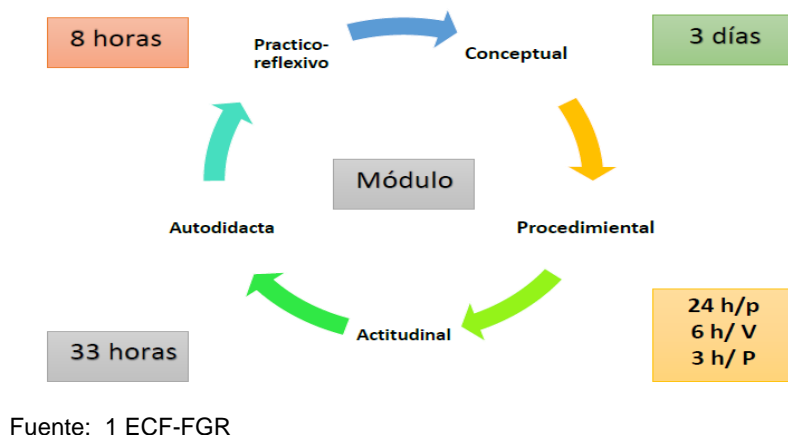 8 horas
Practico-
reflexivo
Conceptual
3 días
Módulo
Autodidacta
Procedimiental
33 horas
Actitudinal
24 h/p
6 h/ V
3 h/ P
Fuente:  1 ECF-FGR